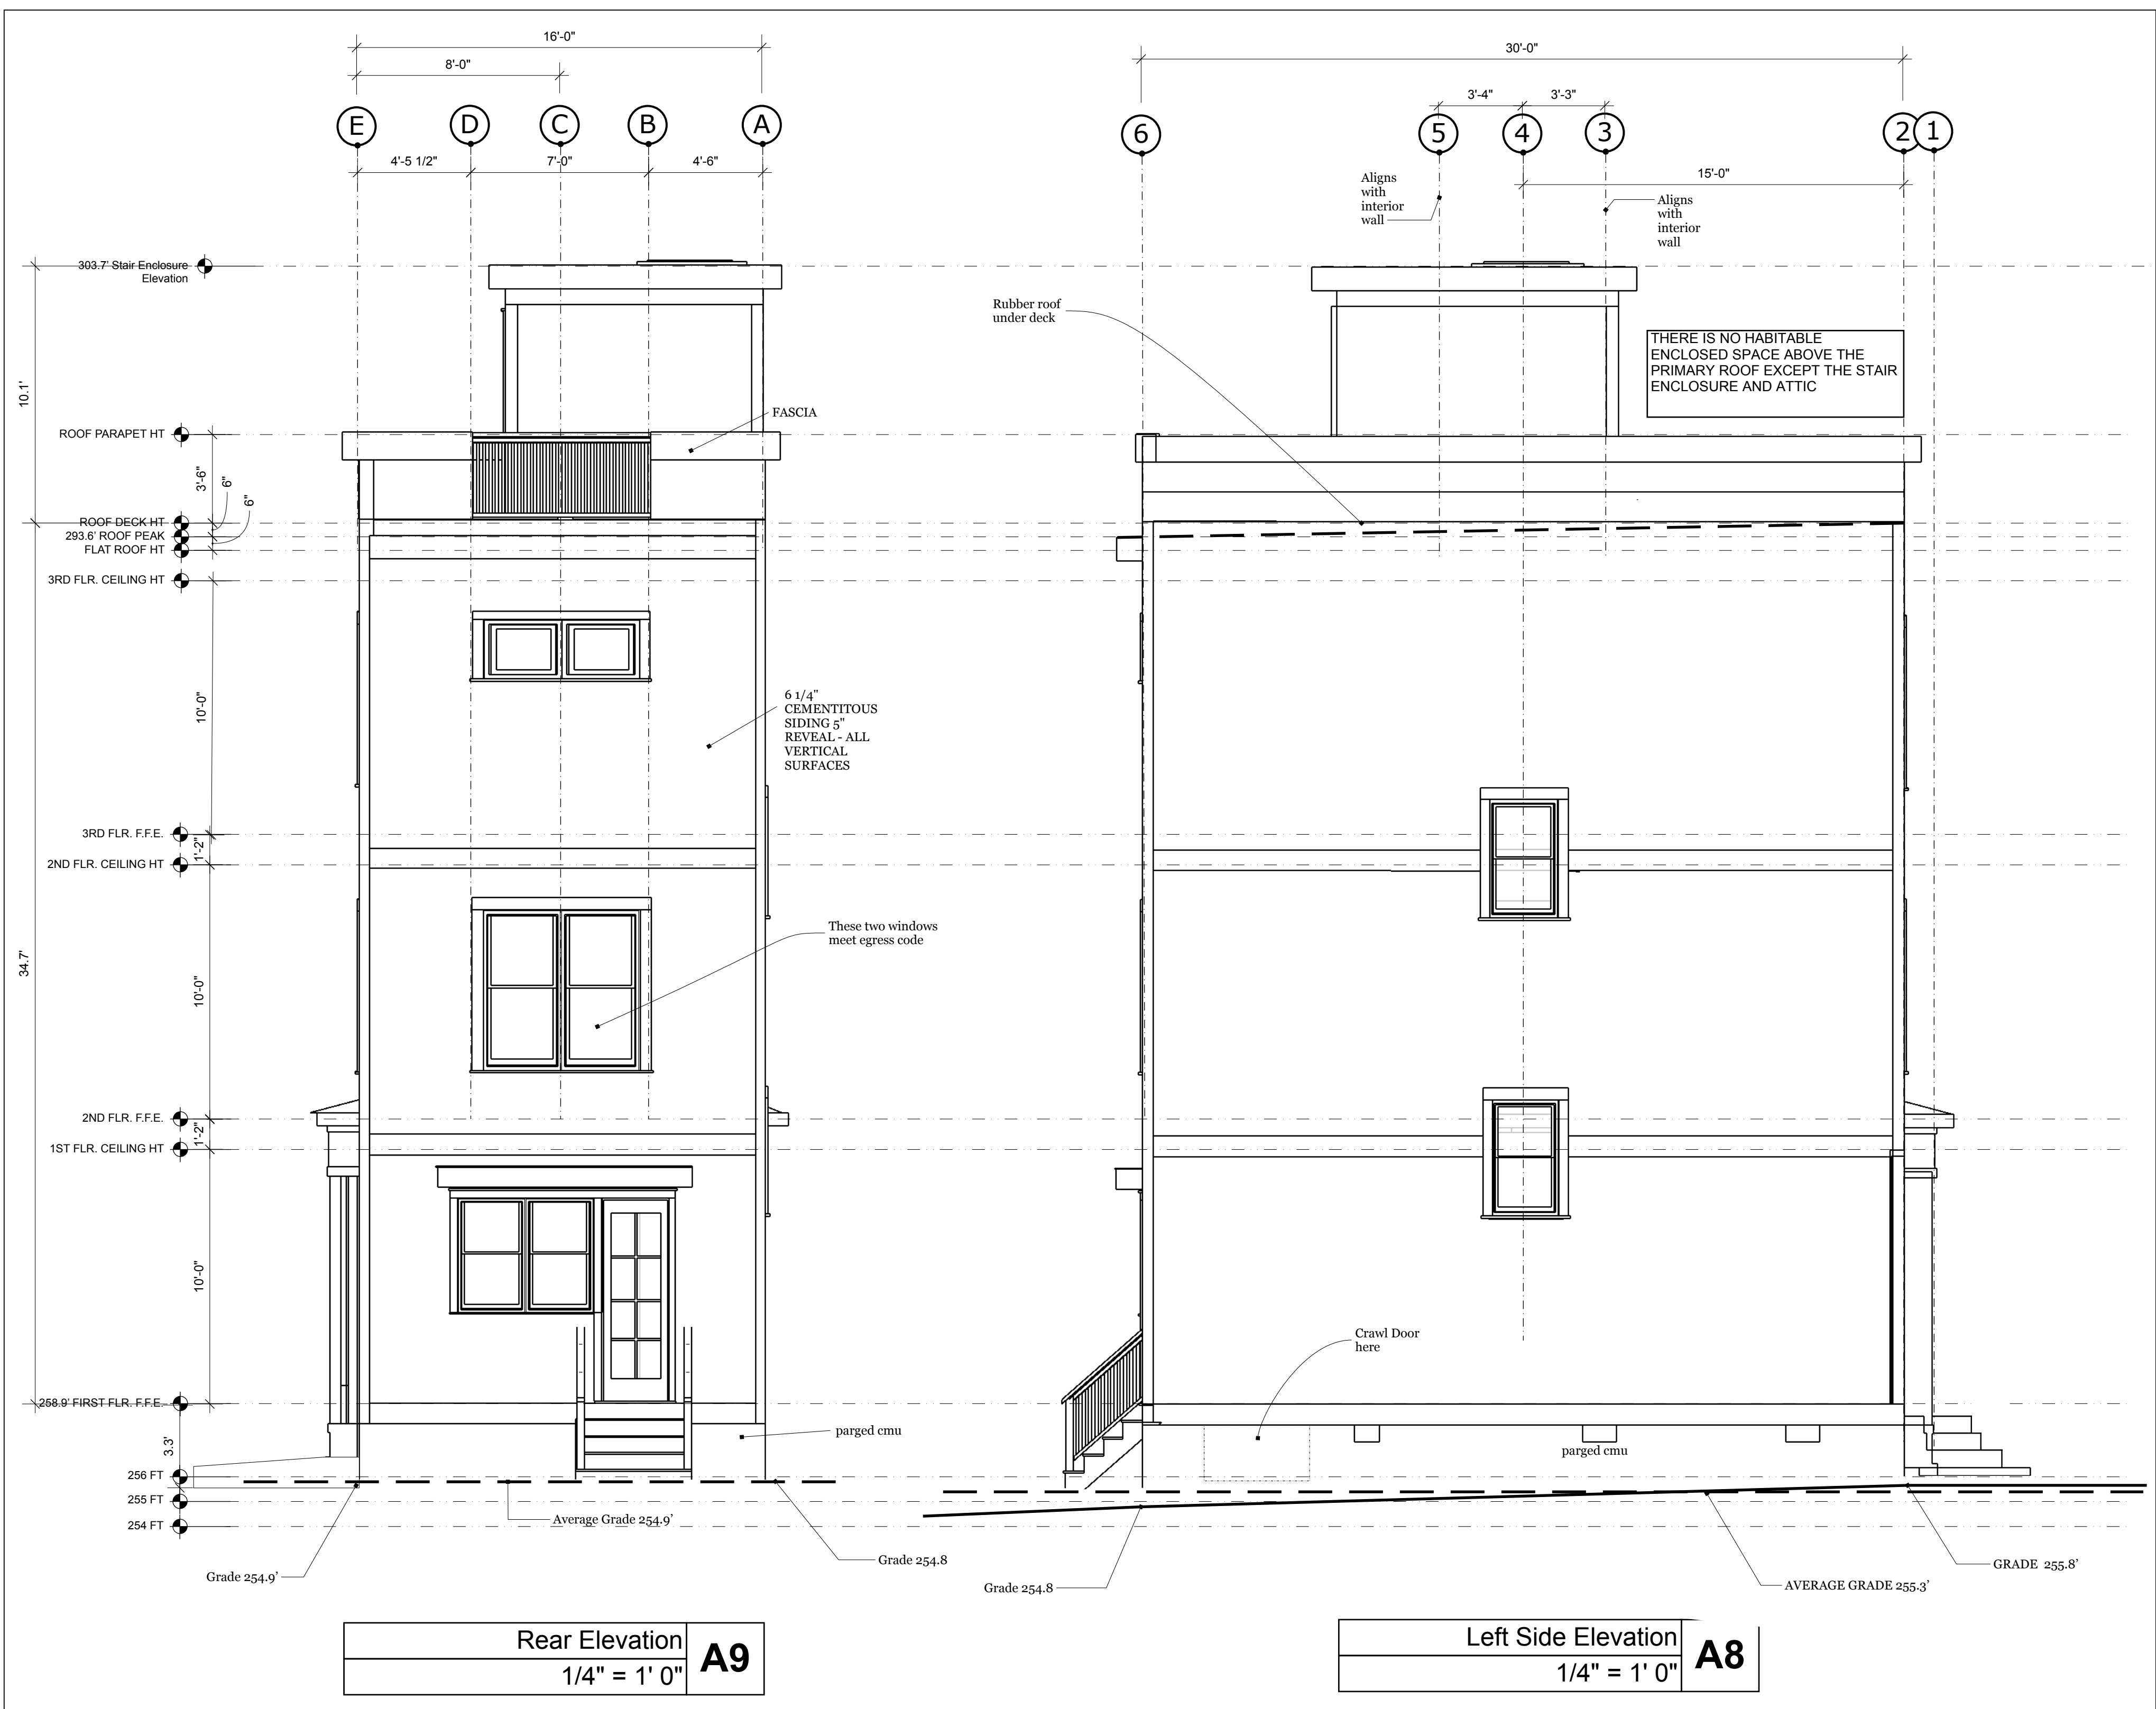 16'-0"
8'-0"
E
D
C
B
A
4'-5 1/2"
7'-0"
4'-6"
30'-0"
3'-4"
3'-3"
6
5
4
3
2
1
15'-0"
Aligns
with
interior
wall
Aligns
with
interior
wall
303.7' Stair Enclosure
Elevation
Rubber roof
under deck
THERE IS NO HABITABLE
ENCLOSED SPACE ABOVE THE
PRIMARY ROOF EXCEPT THE STAIR
ENCLOSURE AND ATTIC
10.1'
FASCIA
ROOF PARAPET HT
3'-6"
6"
6"
ROOF DECK HT
293.6' ROOF PEAK
FLAT ROOF HT
3RD FLR. CEILING HT
10'-0"
6 1/4"
CEMENTITOUS
SIDING 5"
REVEAL - ALL
VERTICAL
SURFACES
3RD FLR. F.F.E.
1'-2"
2ND FLR. CEILING HT
These two windows
meet egress code
34.7'
10'-0"
2ND FLR. F.F.E.
1'-2"
1ST FLR. CEILING HT
10'-0"
Crawl Door
here
258.9' FIRST FLR. F.F.E.
3.3'
parged cmu
parged cmu
256 FT
255 FT
254 FT
Average Grade 254.9'
Grade 254.9'
Grade 254.8
Grade 254.8
AVERAGE GRADE 255.3'
GRADE 255.8'
Rear Elevation
1/4" = 1' 0"
A9
Left Side Elevation
1/4" = 1' 0"
A8